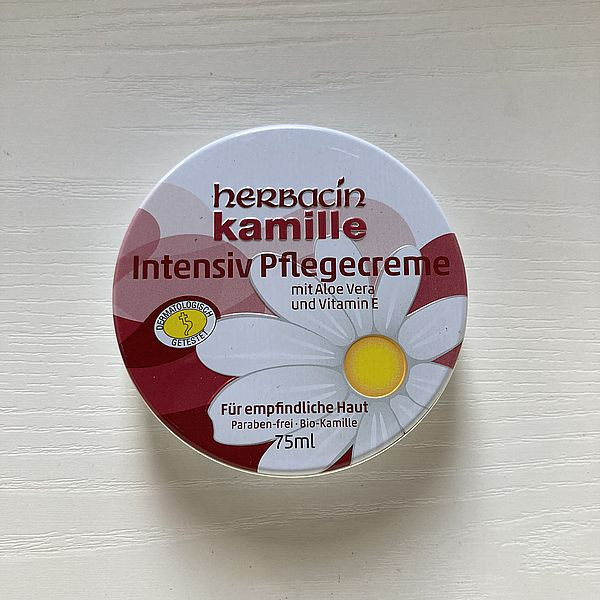 herbacin
kamille
Intensiv Pflegecreme
mit Aloe Vera
und Vitamin E
DERMATOLOGISCH
GETESTET
Für empfindliche Haut
Paraben-frei · Bio-Kamille
75ml